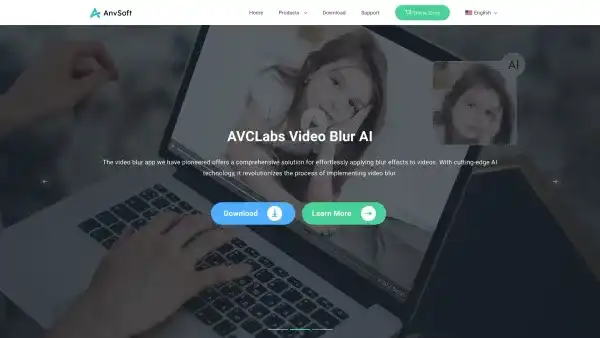 AnvSoft
Home Products Download Support Online Store English
AI
AVCLabs Video Blur AI
The video blur app we have pioneered offers a comprehensive solution for effortlessly applying blur effects to videos. With cutting-edge AI
technology, it revolutionizes the process of implementing video blur
Download Learn More